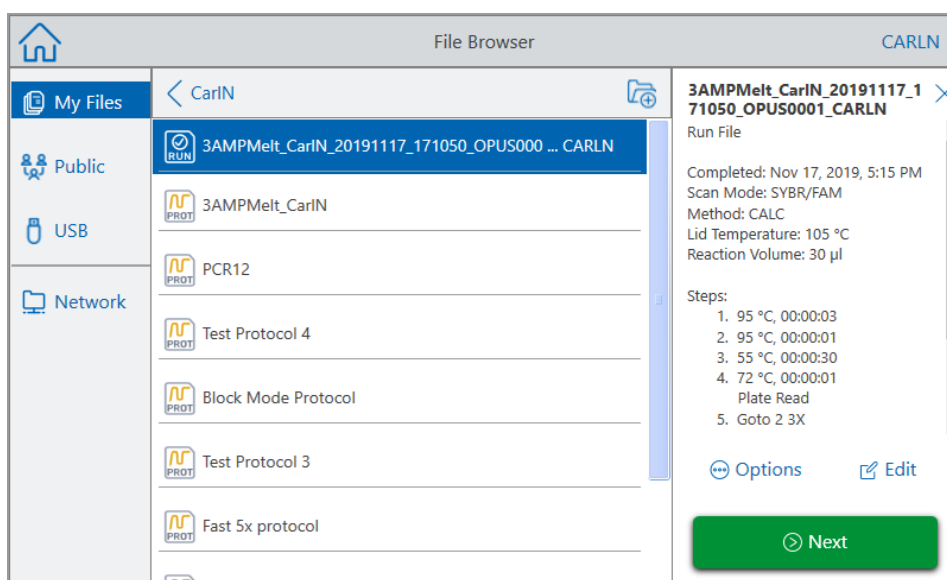 File Browser
CARLN
My Files
Public
USB
Network
CarlN
RUN
3AMPMelt_CarlN_20191117_171050_OPUS000 ... CARLN
PROT
3AMPMelt_CarlN
PROT
PCR12
PROT
Test Protocol 4
PROT
Block Mode Protocol
PROT
Test Protocol 3
PROT
Fast 5x protocol
3AMPMelt_CarlN_20191117_1
71050_OPUS0001_CARLN
Run File
Completed: Nov 17, 2019, 5:15 PM
Scan Mode: SYBR/FAM
Method: CALC
Lid Temperature: 105 °C
Reaction Volume: 30 µl
Steps:
1. 95 °C, 00:00:03
2. 95 °C, 00:00:01
3. 55 °C, 00:00:30
4. 72 °C, 00:00:01
Plate Read
5. Goto 2 3X
Options
Edit
Next